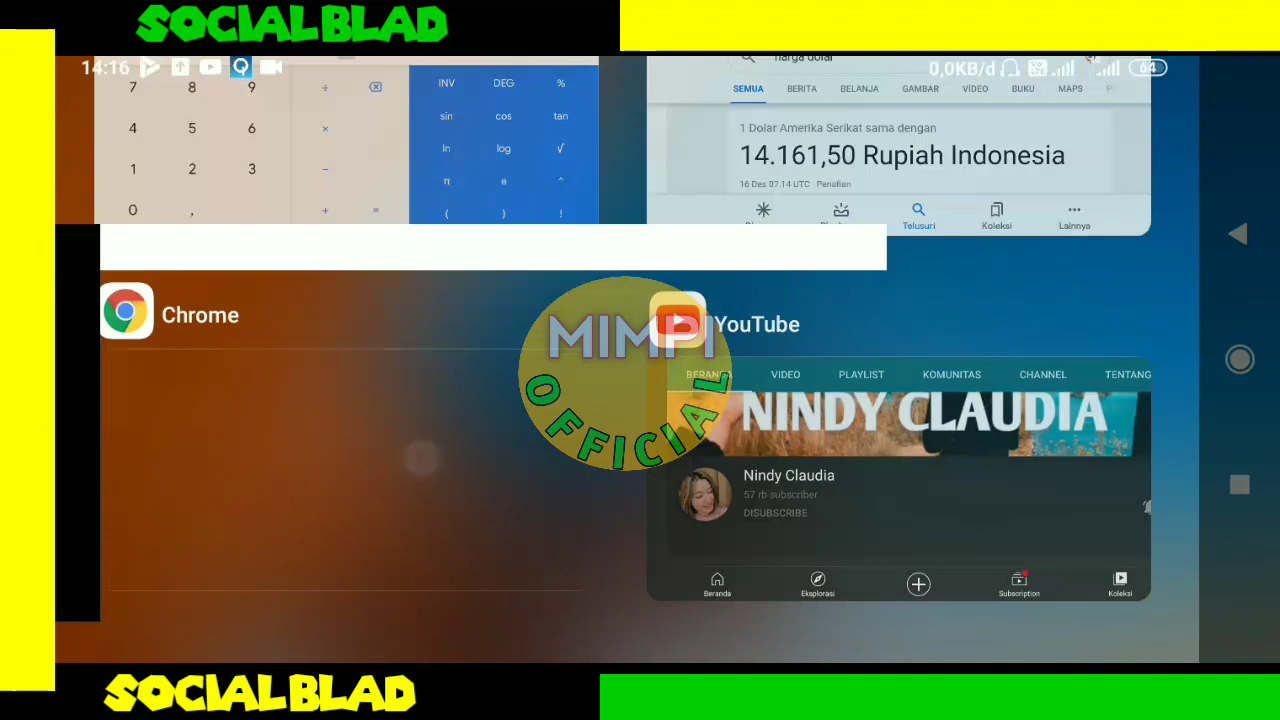 SOCIALBLAD
14:16
0,0KB/d
64
7 8 9 ÷
4 5 6 ×
1 2 3 −
0 , + =
INV DEG %
sin cos tan
ln log √
π e ^
( ) !
harga dolar
SEMUA BERITA BELANJA GAMBAR VIDEO BUKU MAPS
1 Dolar Amerika Serikat sama dengan
14.161,50 Rupiah Indonesia
16 Des 07.14 UTC Penafian
Telusuri Koleksi Lainnya
Chrome
YouTube
MIMPI
OFFICIAL
BERANDA VIDEO PLAYLIST KOMUNITAS CHANNEL TENTANG
NINDY CLAUDIA
Nindy Claudia
57 rb subscriber
DISUBSCRIBE
Beranda Eksplorasi Subscription Koleksi
SOCIALBLAD